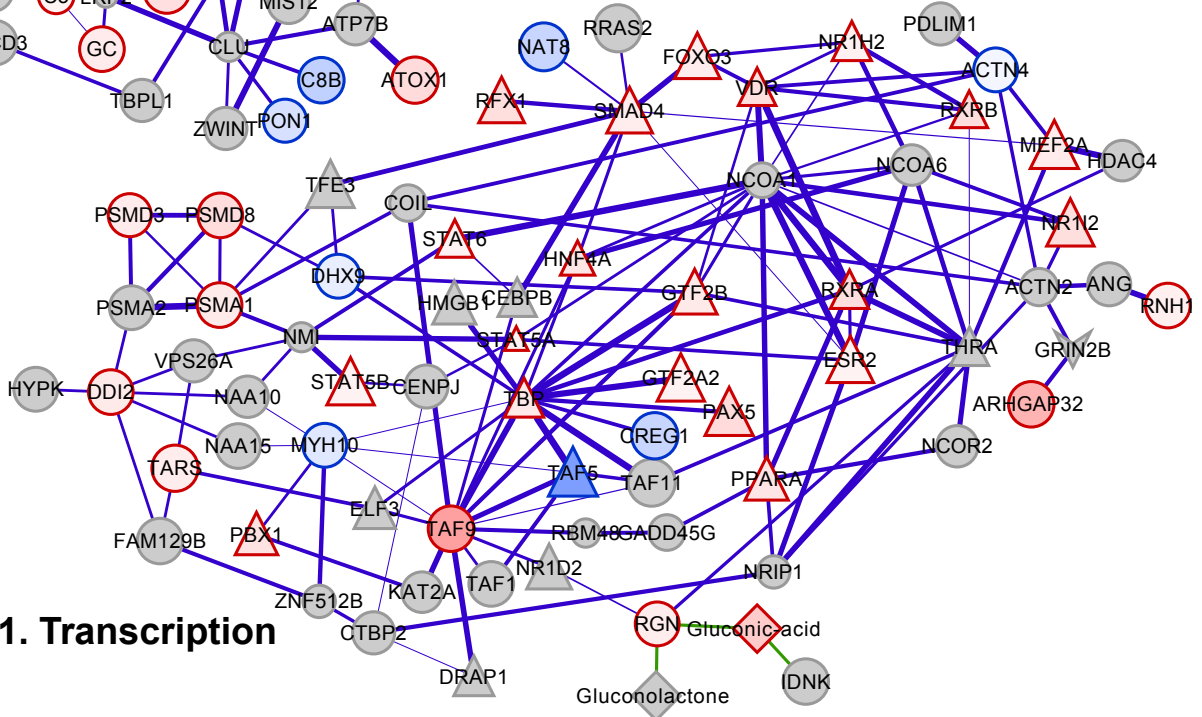 MIS12
ATP7B
RRAS2
PDLIM1
CD3
GC
CLU
NAT8
FOXO3
NR1H2
C8B
ATOX1
ACTN4
TBPL1
RFX1
SMAD4
VDR
RXRB
ZWINT
PON1
MEF2A
HDAC4
TFE3
NCOA1
NCOA6
COIL
PSMD3
PSMD8
STAT6
NR1I2
HNF4A
DHX9
GTF2B
RXRA
ACTN2
ANG
RNH1
PSMA2
PSMA1
HMGB1
CEBPB
NMI
STAT5A
THRA
GRIN2B
VPS26A
ESR2
HYPK
DDI2
NAA10
STAT5B
CENPJ
TBP
GTF2A2
PAX5
ARHGAP32
NAA15
MYH10
CREG1
NCOR2
TARS
TAF5
TAF11
PPARA
ELF3
FAM129B
PBX1
TAF9
RBM48
GADD45G
NR1D2
NRIP1
KAT2A
TAF1
ZNF512B
1. Transcription
CTBP2
RGN
Gluconic-acid
DRAP1
IDNK
Gluconolactone